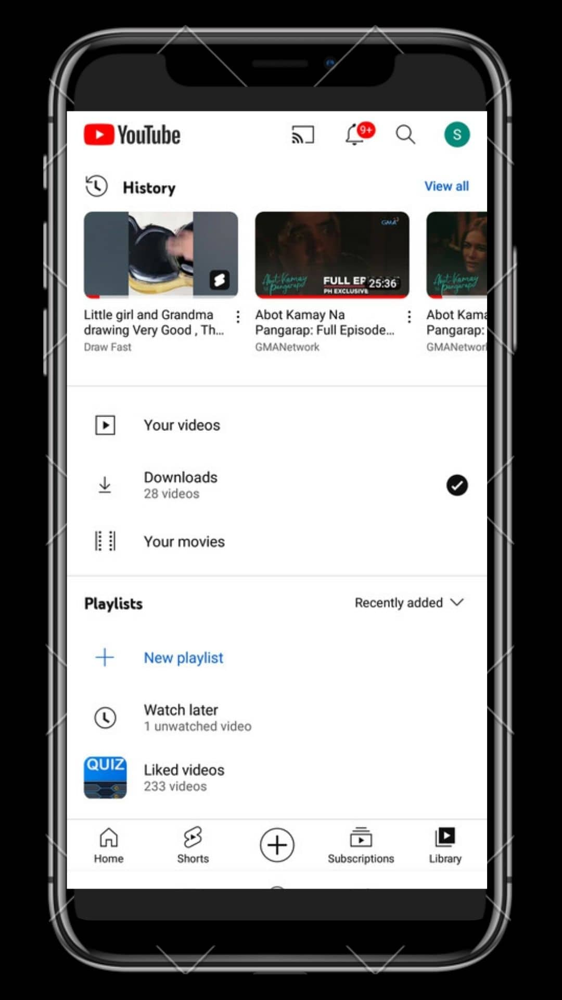 YouTube
9+
S
History
View all
GMA
Abot Kamay
na Pangarap
FULL EP
PH EXCLUSIVE
25:36
Abot Kamay
na Pangarap
Little girl and Grandma
drawing Very Good , Th...
Draw Fast
Abot Kamay Na
Pangarap: Full Episode...
GMANetwork
Abot Kama
Pangarap:
GMANetwor
Your videos
Downloads
28 videos
Your movies
Playlists
Recently added
New playlist
Watch later
1 unwatched video
QUIZ
Liked videos
233 videos
Home
Shorts
Subscriptions
Library